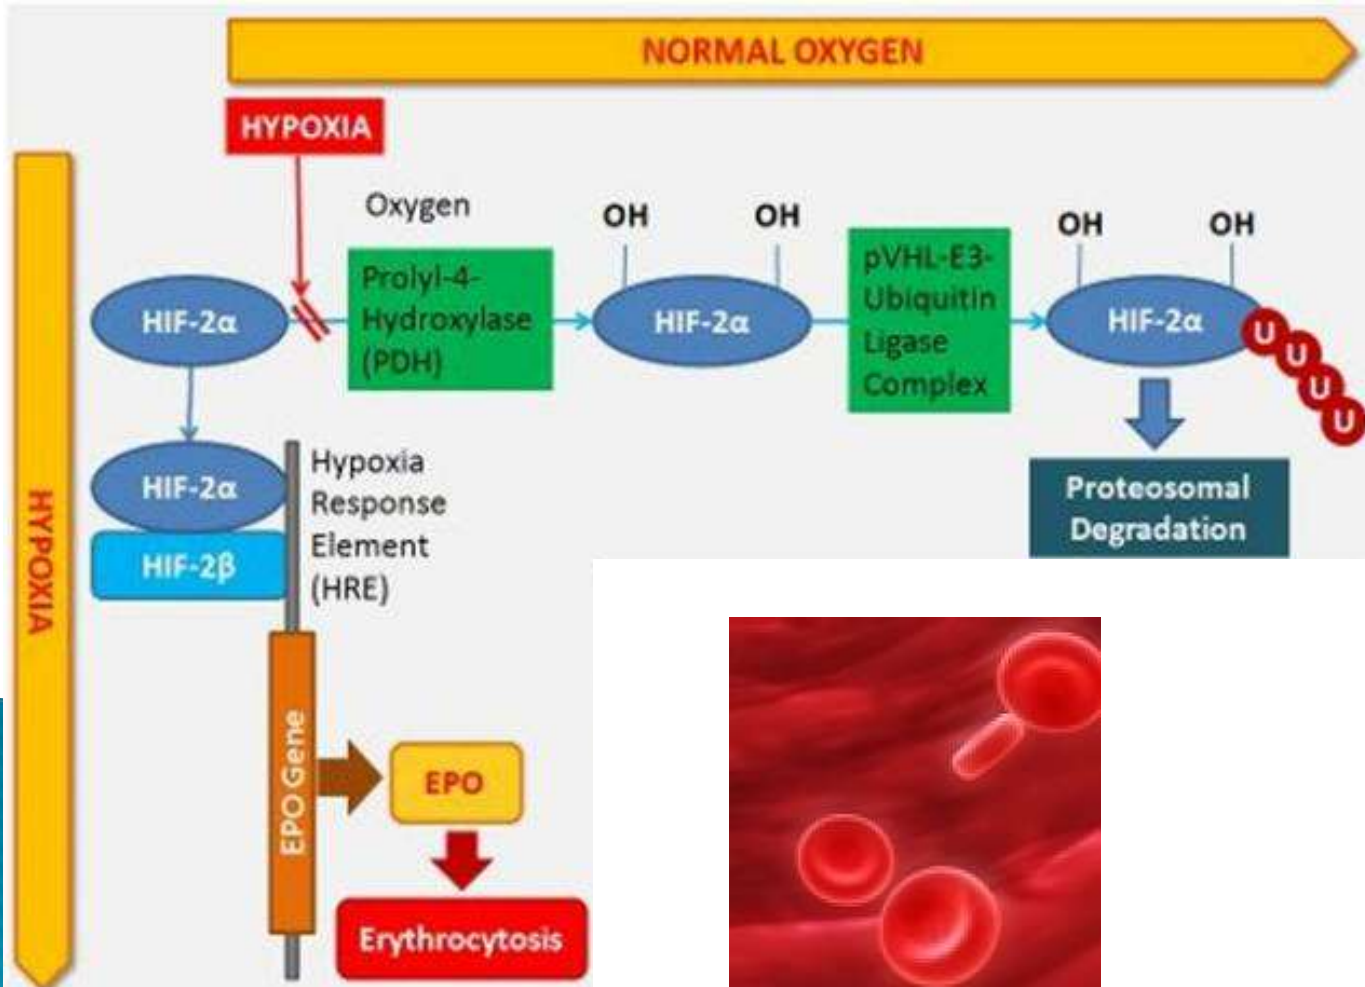 NORMAL OXYGEN
HYPOXIA
Oxygen
OH
OH
OH
OH
HIF-2α
Prolyl-4-
Hydroxylase
(PDH)
HIF-2α
pVHL-E3-
Ubiquitin
Ligase
Complex
HIF-2α
U
U
U
U
Proteosomal
Degradation
HYPOXIA
HIF-2α
HIF-2β
Hypoxia
Response
Element
(HRE)
EPO Gene
EPO
Erythrocytosis